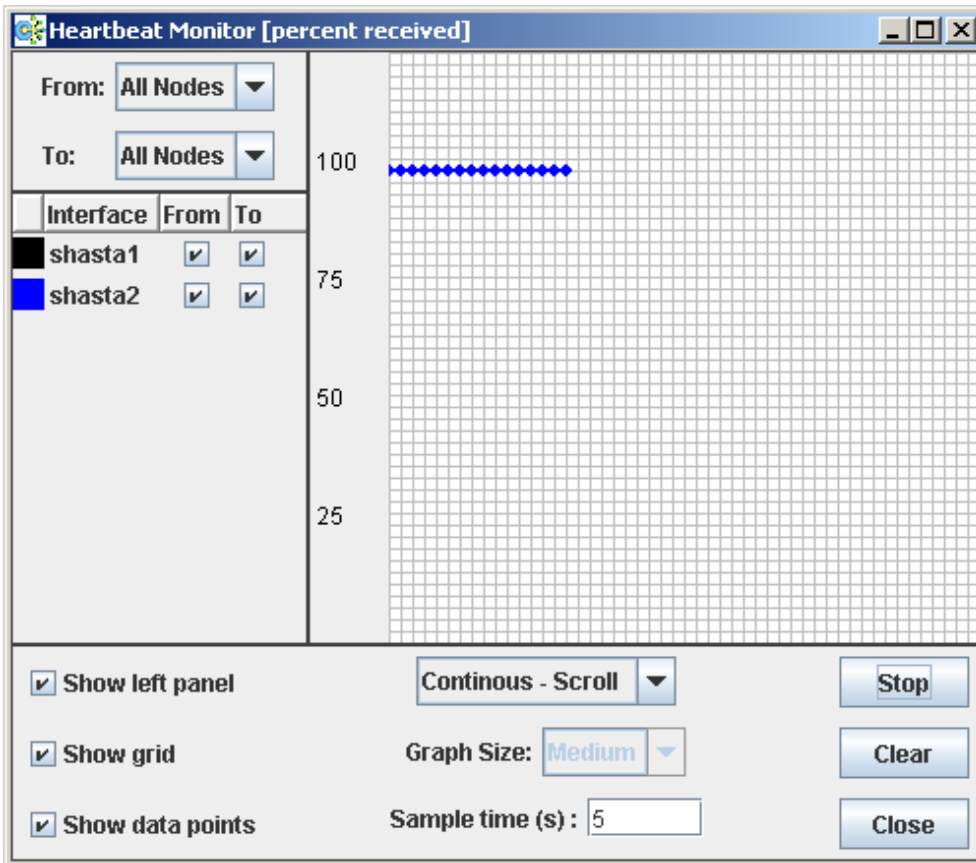 Heartbeat Monitor [percent received]
From: All Nodes
To: All Nodes
Interface From To
shasta1
shasta2
100
75
50
25
Show left panel
Continous - Scroll
Stop
Show grid
Graph Size: Medium
Clear
Show data points
Sample time (s) : 5
Close